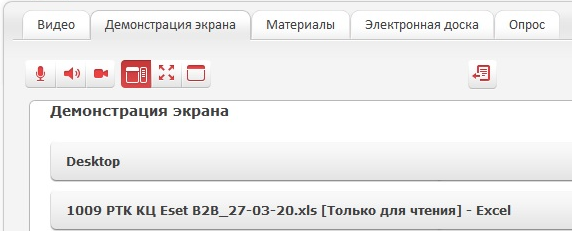 Видео Демонстрация экрана Материалы Электронная доска Опрос
Демонстрация экрана
Desktop
1009 РТК КЦ Eset B2B_27-03-20.xls [Только для чтения] - Excel